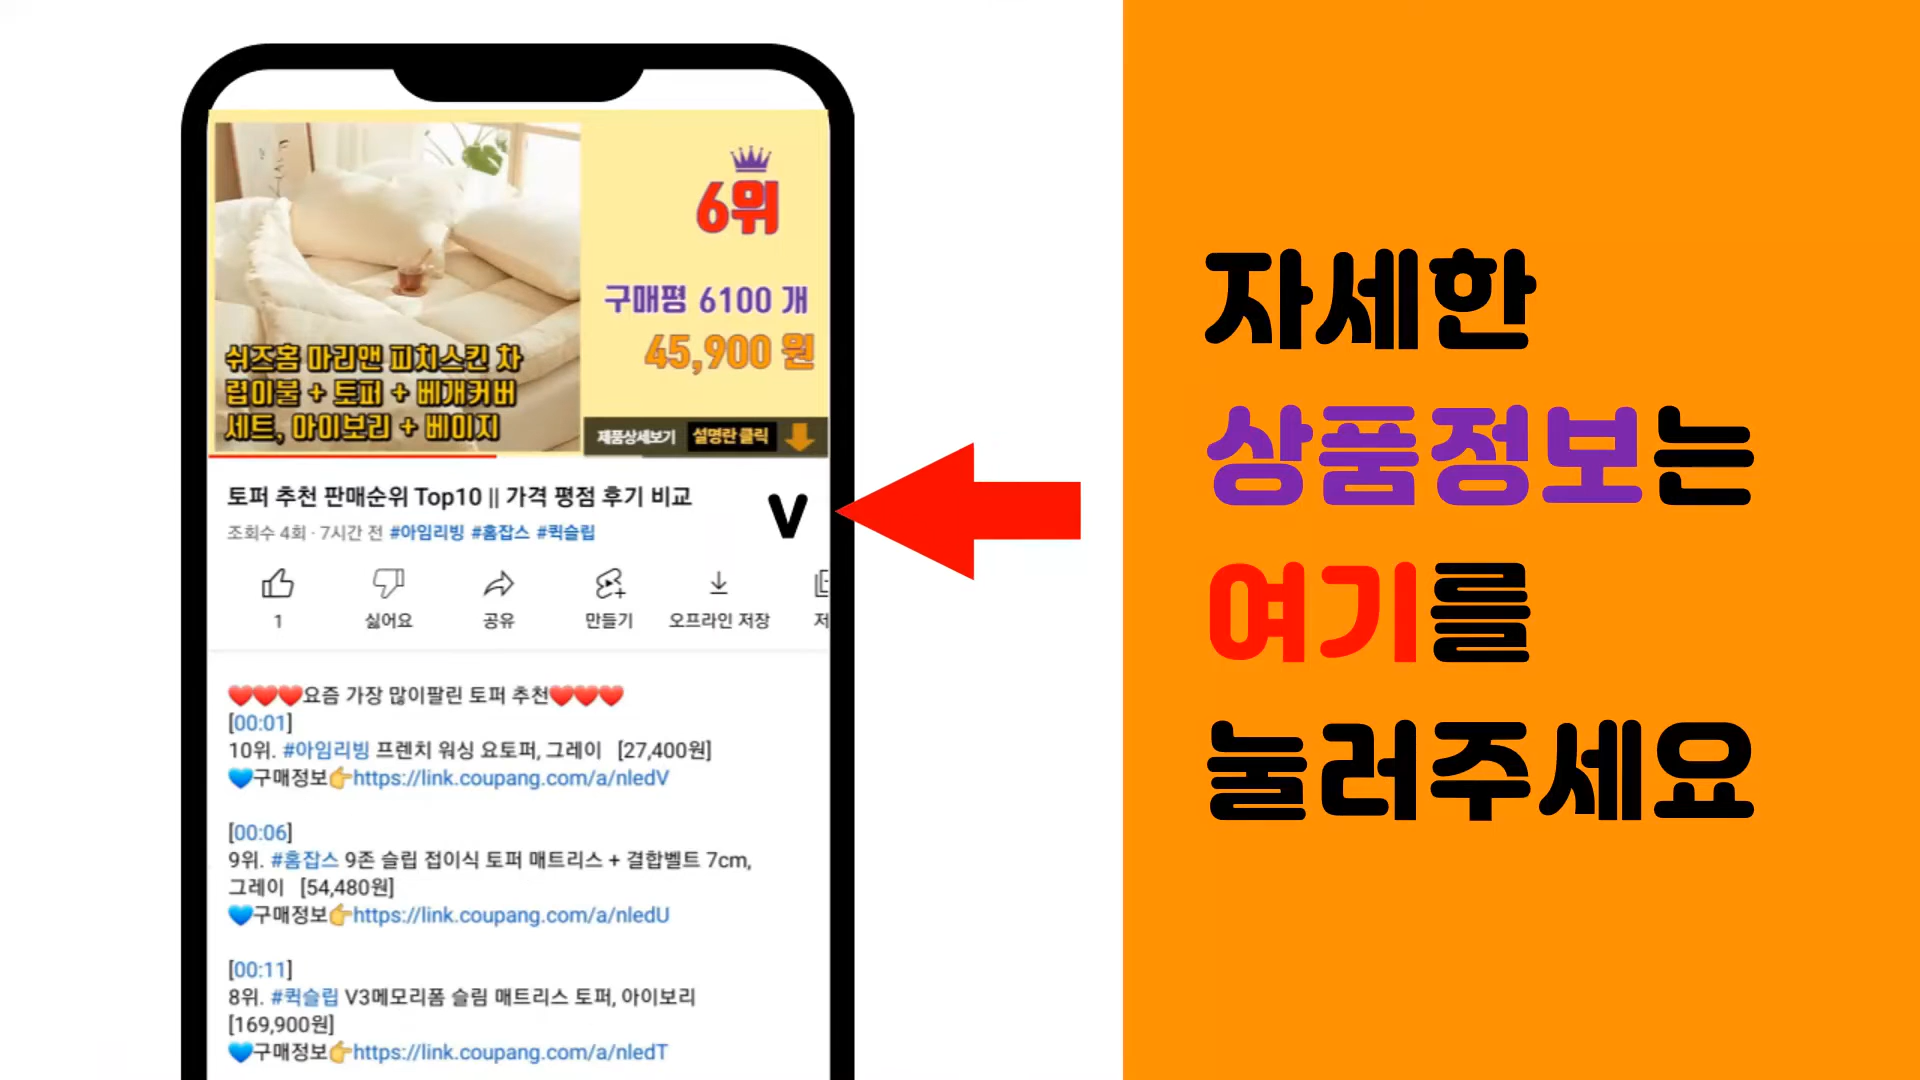 6위
구매평 6100 개
45,900 원
쉬즈홈 마리앤 피치스킨 차
렵이불 + 토퍼 + 베개커버
세트, 아이보리 + 베이지
제품상세보기 설명란 클릭
토퍼 추천 판매순위 Top10 || 가격 평점 후기 비교
V
조회수 4회 · 7시간 전 #아임리빙 #홈잡스 #퀵슬립
1 싫어요 공유 만들기 오프라인 저장 저
❤️❤️❤️요즘 가장 많이팔린 토퍼 추천❤️❤️❤️
[00:01]
10위. #아임리빙 프렌치 워싱 요토퍼, 그레이 [27,400원]
💙구매정보👉https://link.coupang.com/a/nledV
[00:06]
9위. #홈잡스 9존 슬립 접이식 토퍼 매트리스 + 결합벨트 7cm,
그레이 [54,480원]
💙구매정보👉https://link.coupang.com/a/nledU
[00:11]
8위. #퀵슬립 V3메모리폼 슬림 매트리스 토퍼, 아이보리
[169,900원]
💙구매정보👉https://link.coupang.com/a/nledT
자세한
상품정보는
여기를
눌러주세요